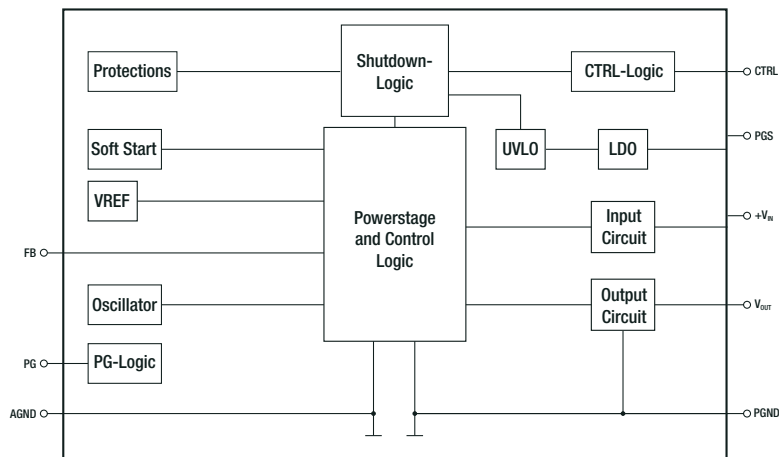 Protections
Shutdown-
Logic
CTRL-Logic
CTRL
PGS
Soft Start
UVLO
LDO
VREF
Powerstage
and Control
Logic
Input
Circuit
+VIN
FB
Oscillator
Output
Circuit
VOUT
PG
PG-Logic
AGND
PGND